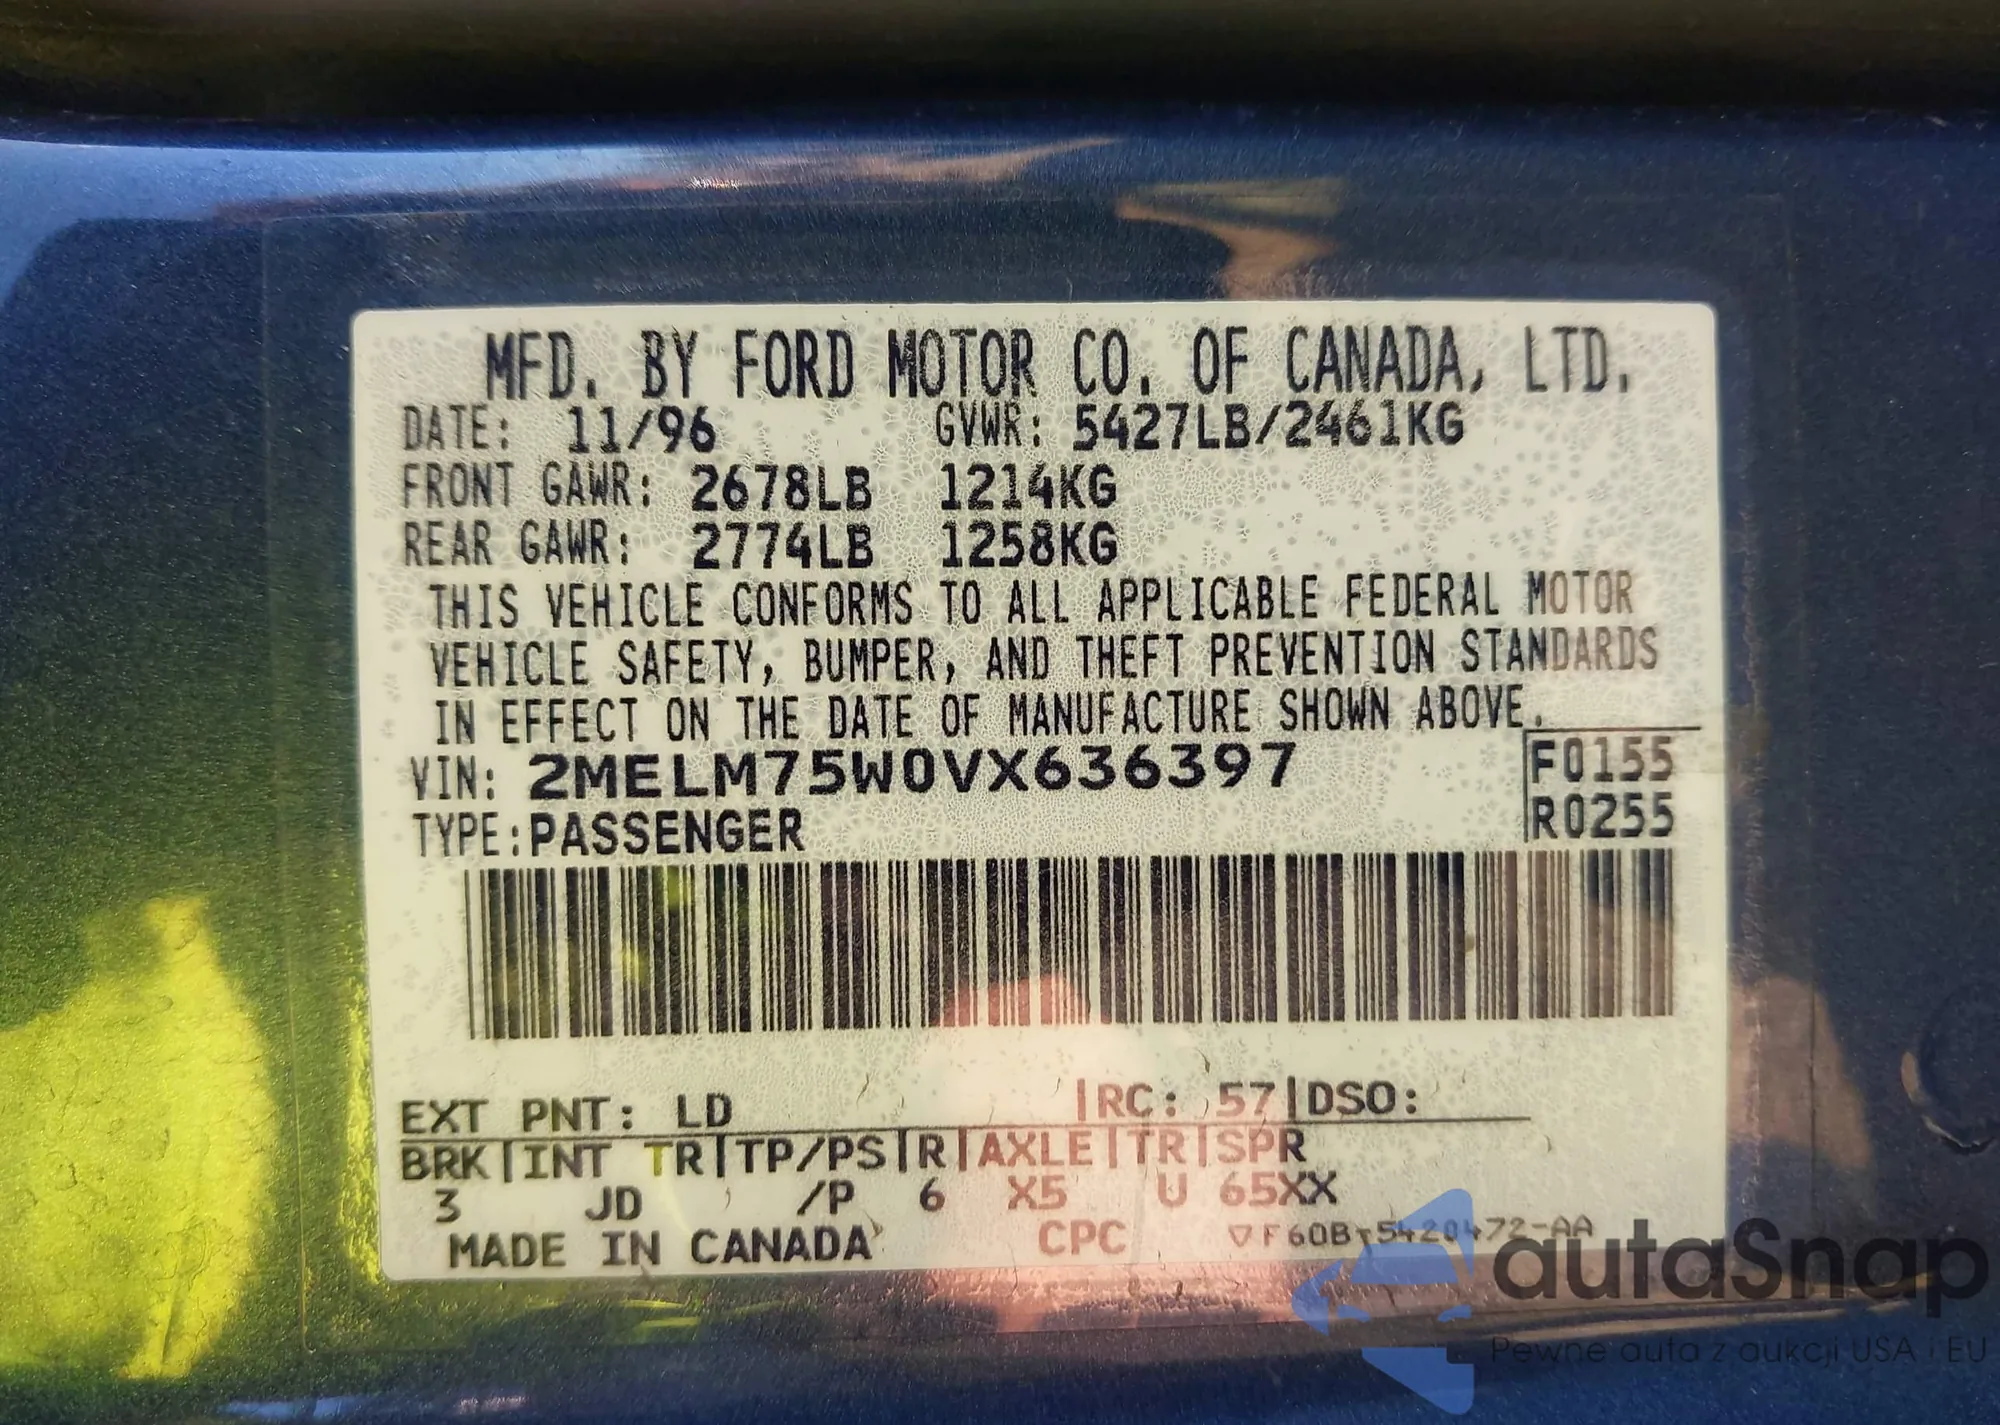 MFD. BY FORD MOTOR CO. OF CANADA, LTD.
DATE: 11/96 GVWR: 5427LB/2461KG
FRONT GAWR: 2678LB 1214KG
REAR GAWR: 2774LB 1258KG
THIS VEHICLE CONFORMS TO ALL APPLICABLE FEDERAL MOTOR
VEHICLE SAFETY, BUMPER, AND THEFT PREVENTION STANDARDS
IN EFFECT ON THE DATE OF MANUFACTURE SHOWN ABOVE.
VIN: 2MELM75W0VX636397 F0155
TYPE: PASSENGER R0255
EXT PNT: LD |RC: 57|DSO:
BRK|INT TR|TP/PS|R|AXLE|TR|SPR
3 JD /P 6 X5 U 65XX
MADE IN CANADA CPC ▽F60B-5420472-AA
autaSnap
Pewne auta z aukcji USA i EU